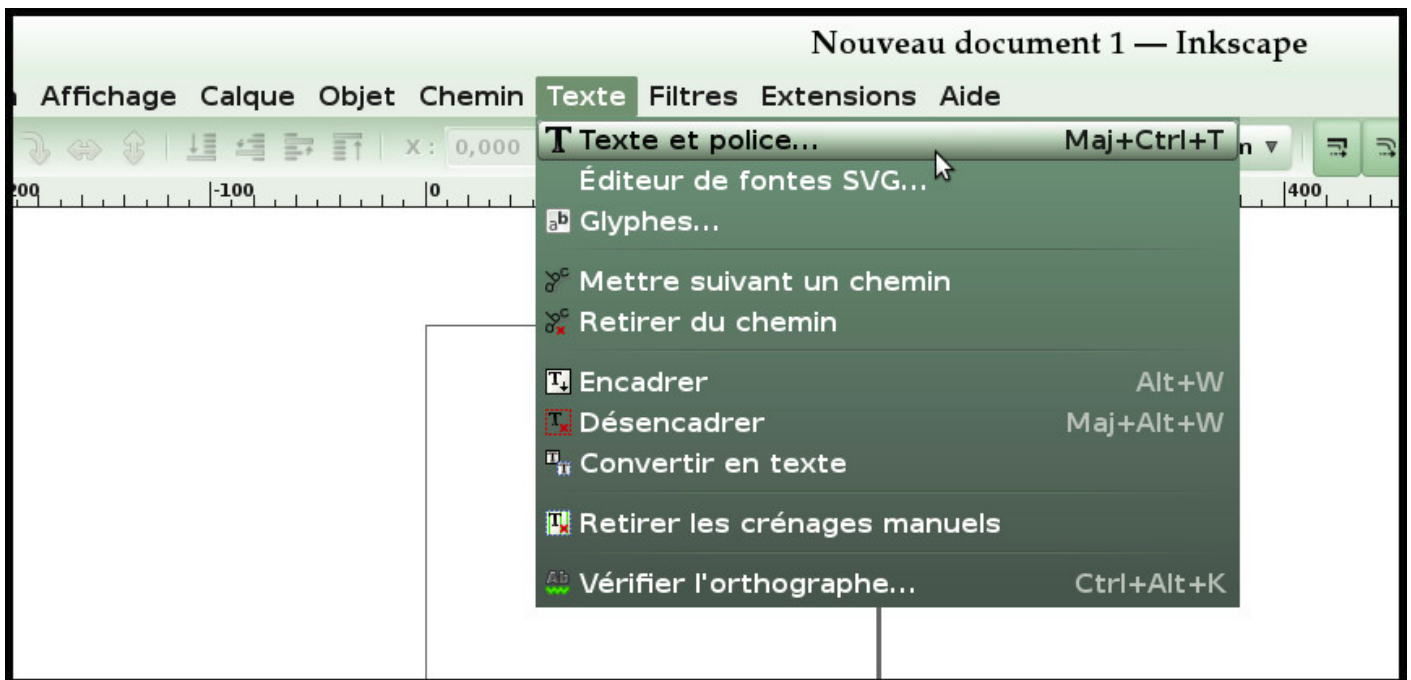 Nouveau document 1 — Inkscape
Affichage Calque Objet Chemin Texte Filtres Extensions Aide
X : 0,000
-100 0 400
Texte et police... Maj+Ctrl+T
Éditeur de fontes SVG...
Glyphes...
Mettre suivant un chemin
Retirer du chemin
Encadrer Alt+W
Désencadrer Maj+Alt+W
Convertir en texte
Retirer les crénages manuels
Vérifier l'orthographe... Ctrl+Alt+K